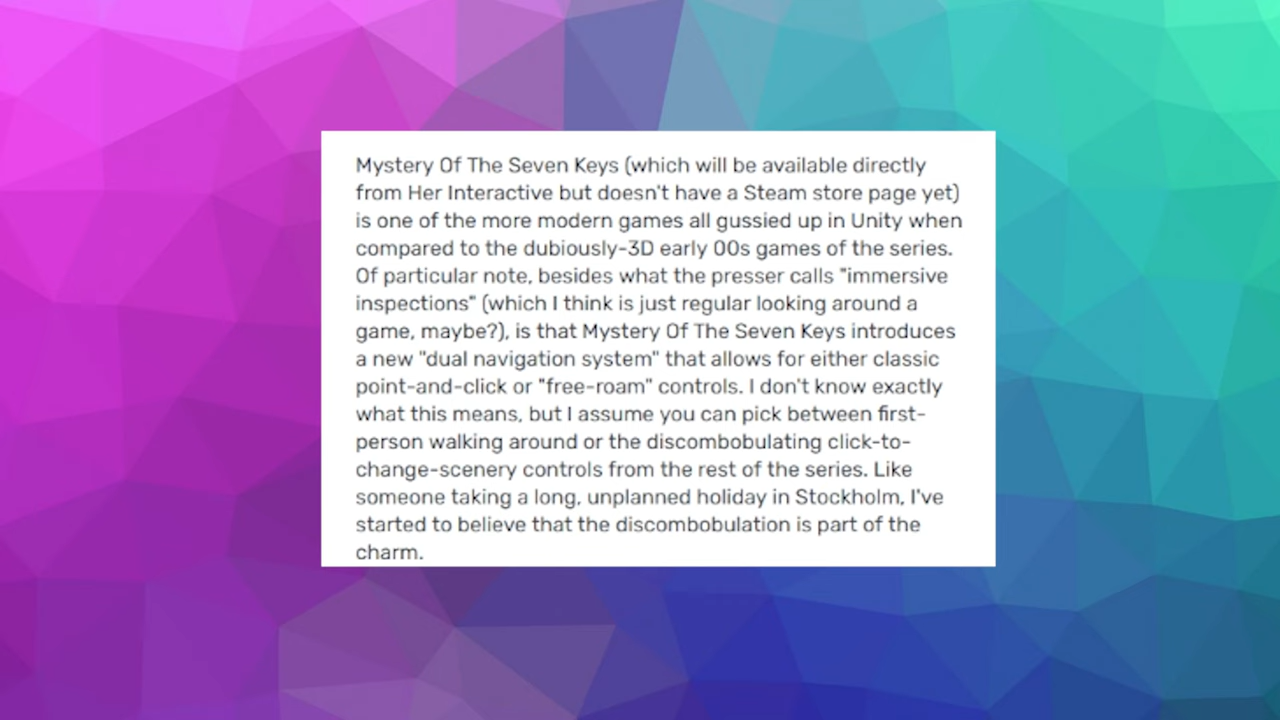 Mystery Of The Seven Keys (which will be available directly
from Her Interactive but doesn't have a Steam store page yet)
is one of the more modern games all gussied up in Unity when
compared to the dubiously-3D early 00s games of the series.
Of particular note, besides what the presser calls "immersive
inspections" (which I think is just regular looking around a
game, maybe?), is that Mystery Of The Seven Keys introduces
a new "dual navigation system" that allows for either classic
point-and-click or "free-roam" controls. I don't know exactly
what this means, but I assume you can pick between first-
person walking around or the discombobulating click-to-
change-scenery controls from the rest of the series. Like
someone taking a long, unplanned holiday in Stockholm, I've
started to believe that the discombobulation is part of the
charm.